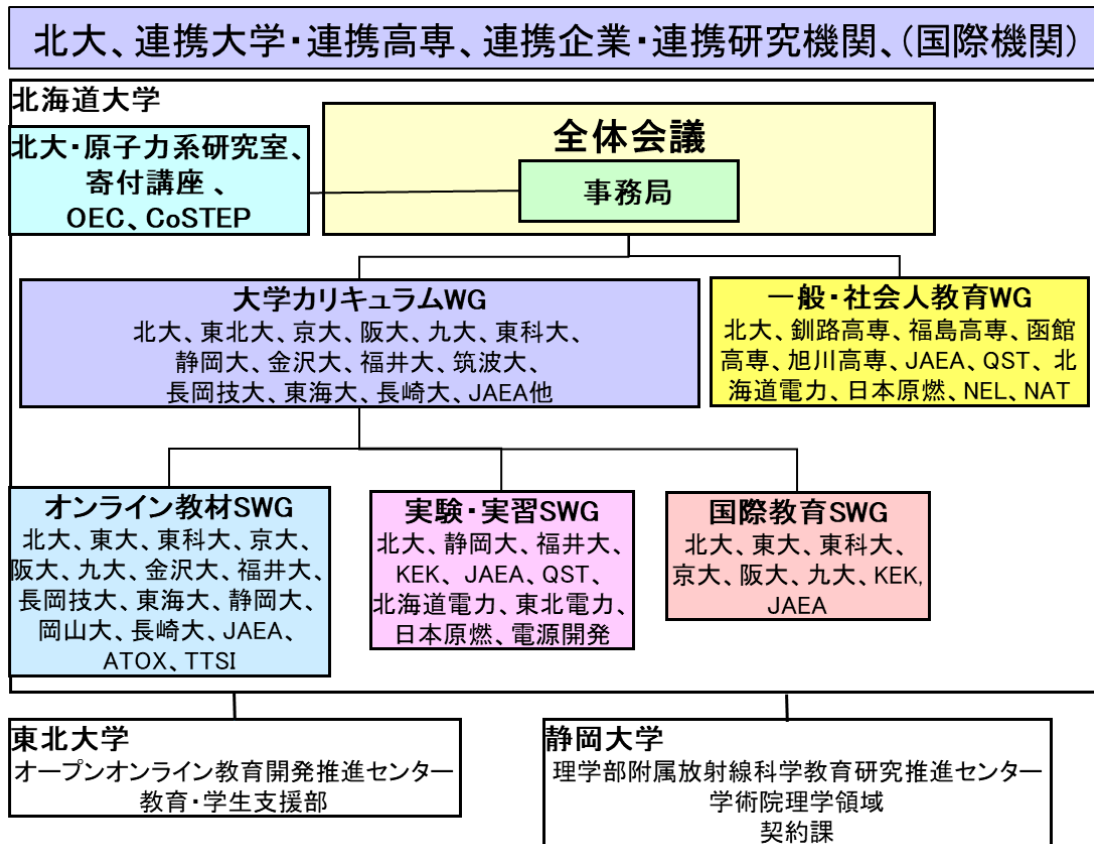 北大、連携大学・連携高専、連携企業・連携研究機関、(国際機関)
北海道大学
北大・原子力系研究室、
寄付講座 、
OEC、CoSTEP
全体会議
事務局
大学カリキュラムWG
北大、東北大、京大、阪大、九大、東科大、
静岡大、金沢大、福井大、筑波大、
長岡技大、東海大、長崎大、JAEA他
一般・社会人教育WG
北大、釧路高専、福島高専、函館
高専、旭川高専、JAEA、QST、北
海道電力、日本原燃、NEL、NAT
オンライン教材SWG
北大、東大、東科大、京大、
阪大、九大、金沢大、福井大、
長岡技大、東海大、静岡大、
岡山大、長崎大、JAEA、
ATOX、TTSI
実験・実習SWG
北大、静岡大、福井大、
KEK、JAEA、QST、
北海道電力、東北電力、
日本原燃、電源開発
国際教育SWG
北大、東大、東科大、
京大、阪大、九大、KEK,
JAEA
東北大学
オープンオンライン教育開発推進センター
教育・学生支援部
静岡大学
理学部附属放射線科学教育研究推進センター
学術院理学領域
契約課